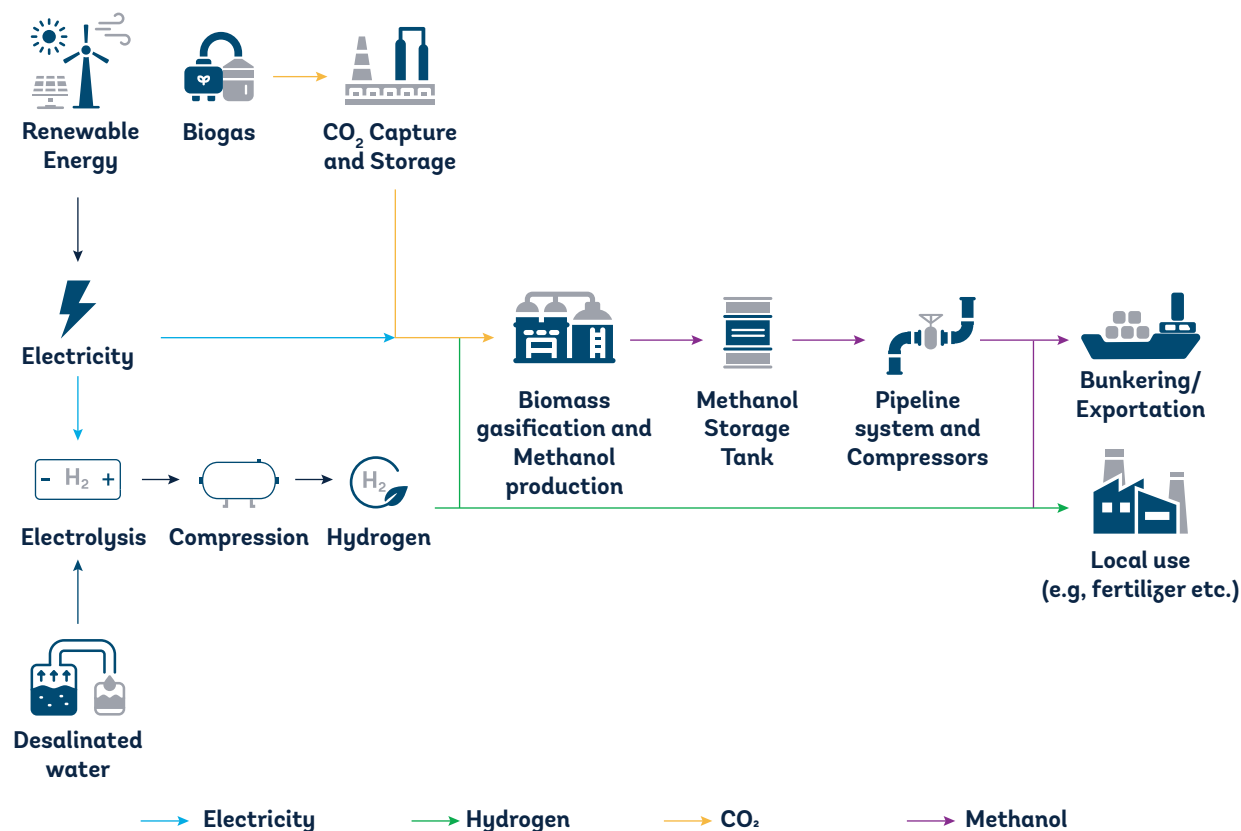 Renewable
Energy
Biogas
CO₂ Capture
and Storage
Electricity
Biomass
gasification and
Methanol
production
Methanol
Storage
Tank
Pipeline
system and
Compressors
Bunkering/
Exportation
- H₂ +
Electrolysis
Compression
H₂
Hydrogen
Local use
(e.g, fertilizer etc.)
Desalinated
water
Electricity
Hydrogen
CO₂
Methanol